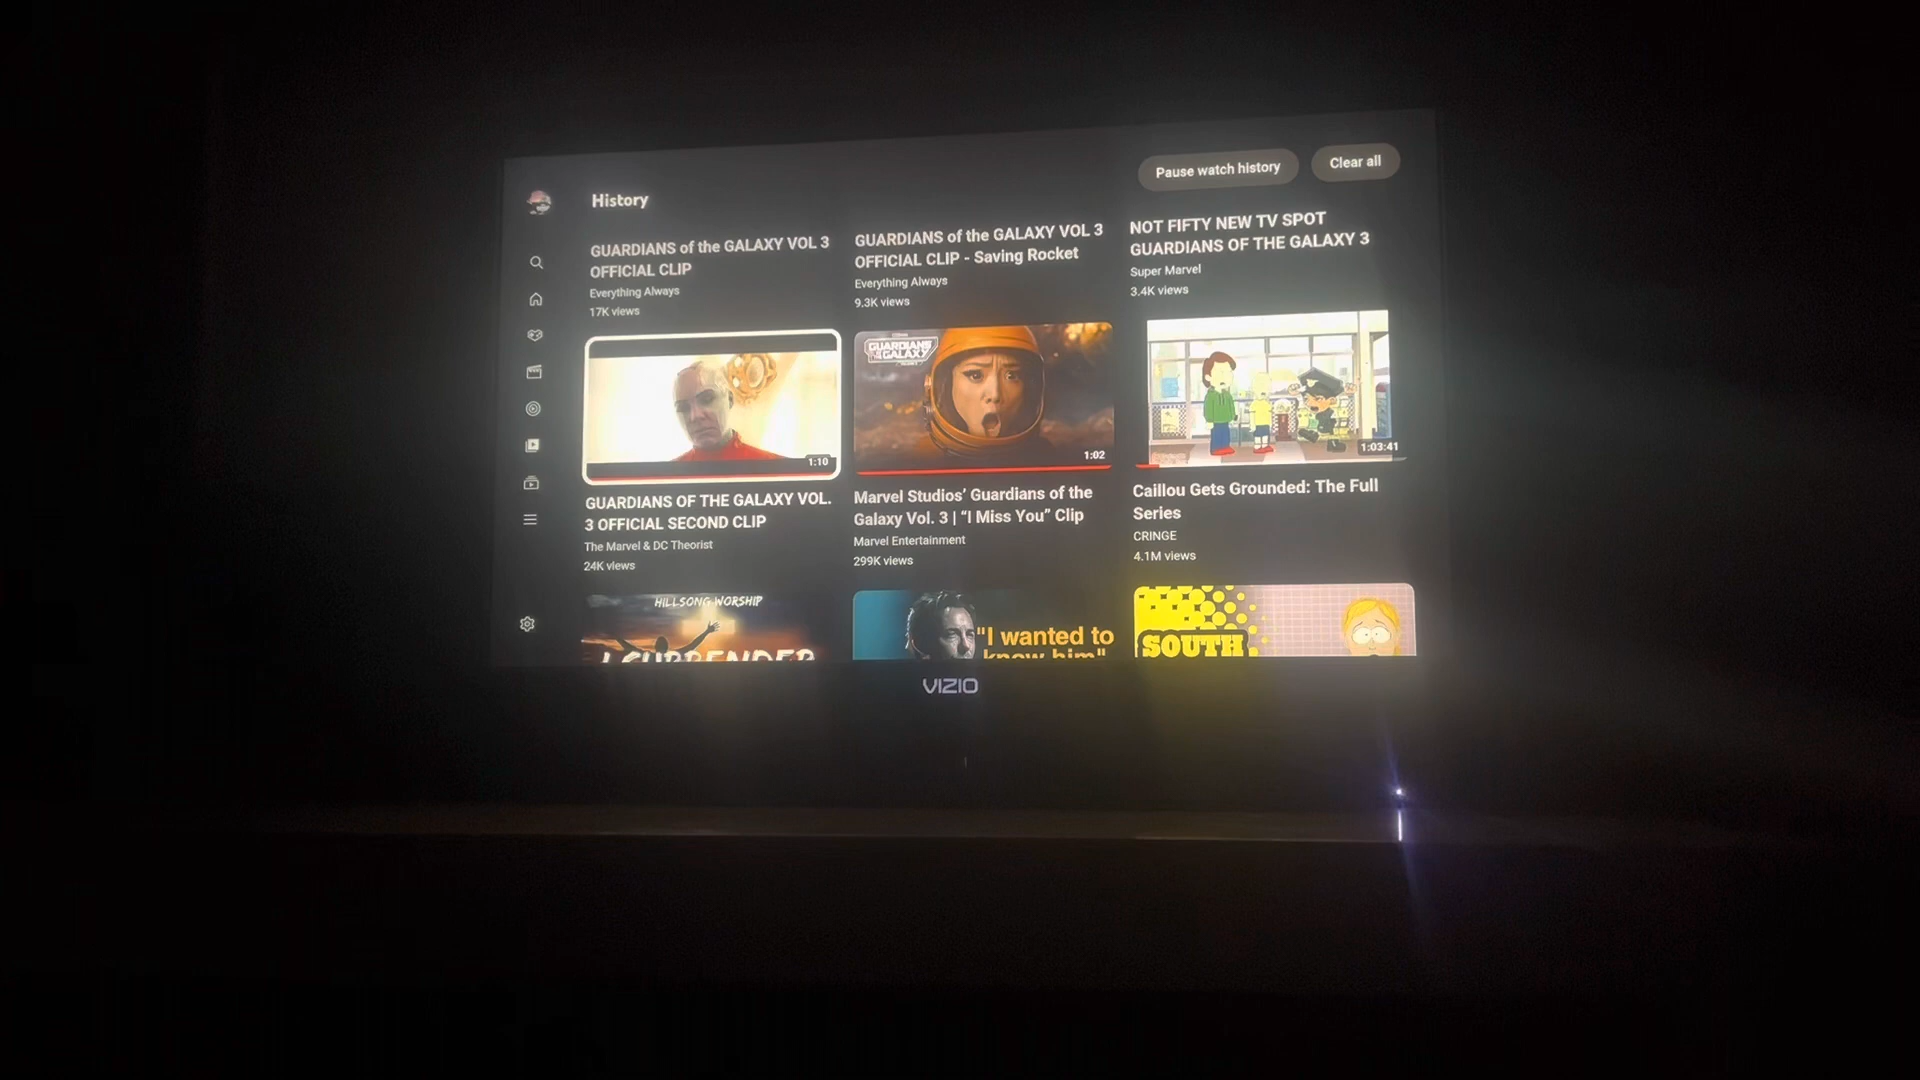 Pause watch history
Clear all
History
GUARDIANS of the GALAXY VOL 3
OFFICIAL CLIP
Everything Always
17K views
GUARDIANS of the GALAXY VOL 3
OFFICIAL CLIP - Saving Rocket
Everything Always
9.3K views
NOT FIFTY NEW TV SPOT
GUARDIANS OF THE GALAXY 3
Super Marvel
3.4K views
1:10
GUARDIANS
OF THE
GALAXY
1:02
1:03:41
GUARDIANS OF THE GALAXY VOL.
3 OFFICIAL SECOND CLIP
The Marvel & DC Theorist
24K views
Marvel Studios’ Guardians of the
Galaxy Vol. 3 | “I Miss You” Clip
Marvel Entertainment
299K views
Caillou Gets Grounded: The Full
Series
CRINGE
4.1M views
HILLSONG WORSHIP
I SURRENDER
"I wanted to
know him"
SOUTH
VIZIO